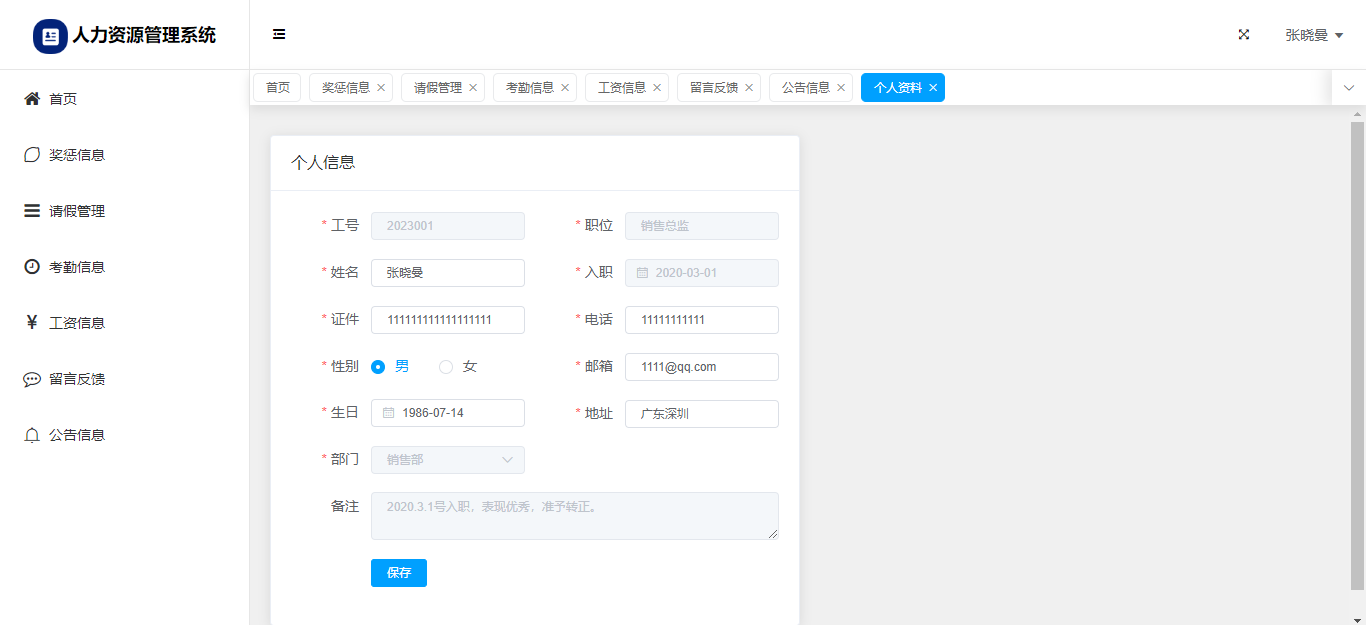 人力资源管理系统
张晓曼
首页 奖惩信息 请假管理 考勤信息 工资信息 留言反馈 公告信息 个人资料
首页
奖惩信息
请假管理
考勤信息
工资信息
留言反馈
公告信息
个人信息
* 工号 2023001 * 职位 销售总监
* 姓名 张晓曼 * 入职 2020-03-01
* 证件 111111111111111111 * 电话 11111111111
* 性别 男 女 * 邮箱 1111@qq.com
* 生日 1986-07-14 * 地址 广东深圳
* 部门 销售部
备注 2020.3.1号入职，表现优秀，准予转正。
保存